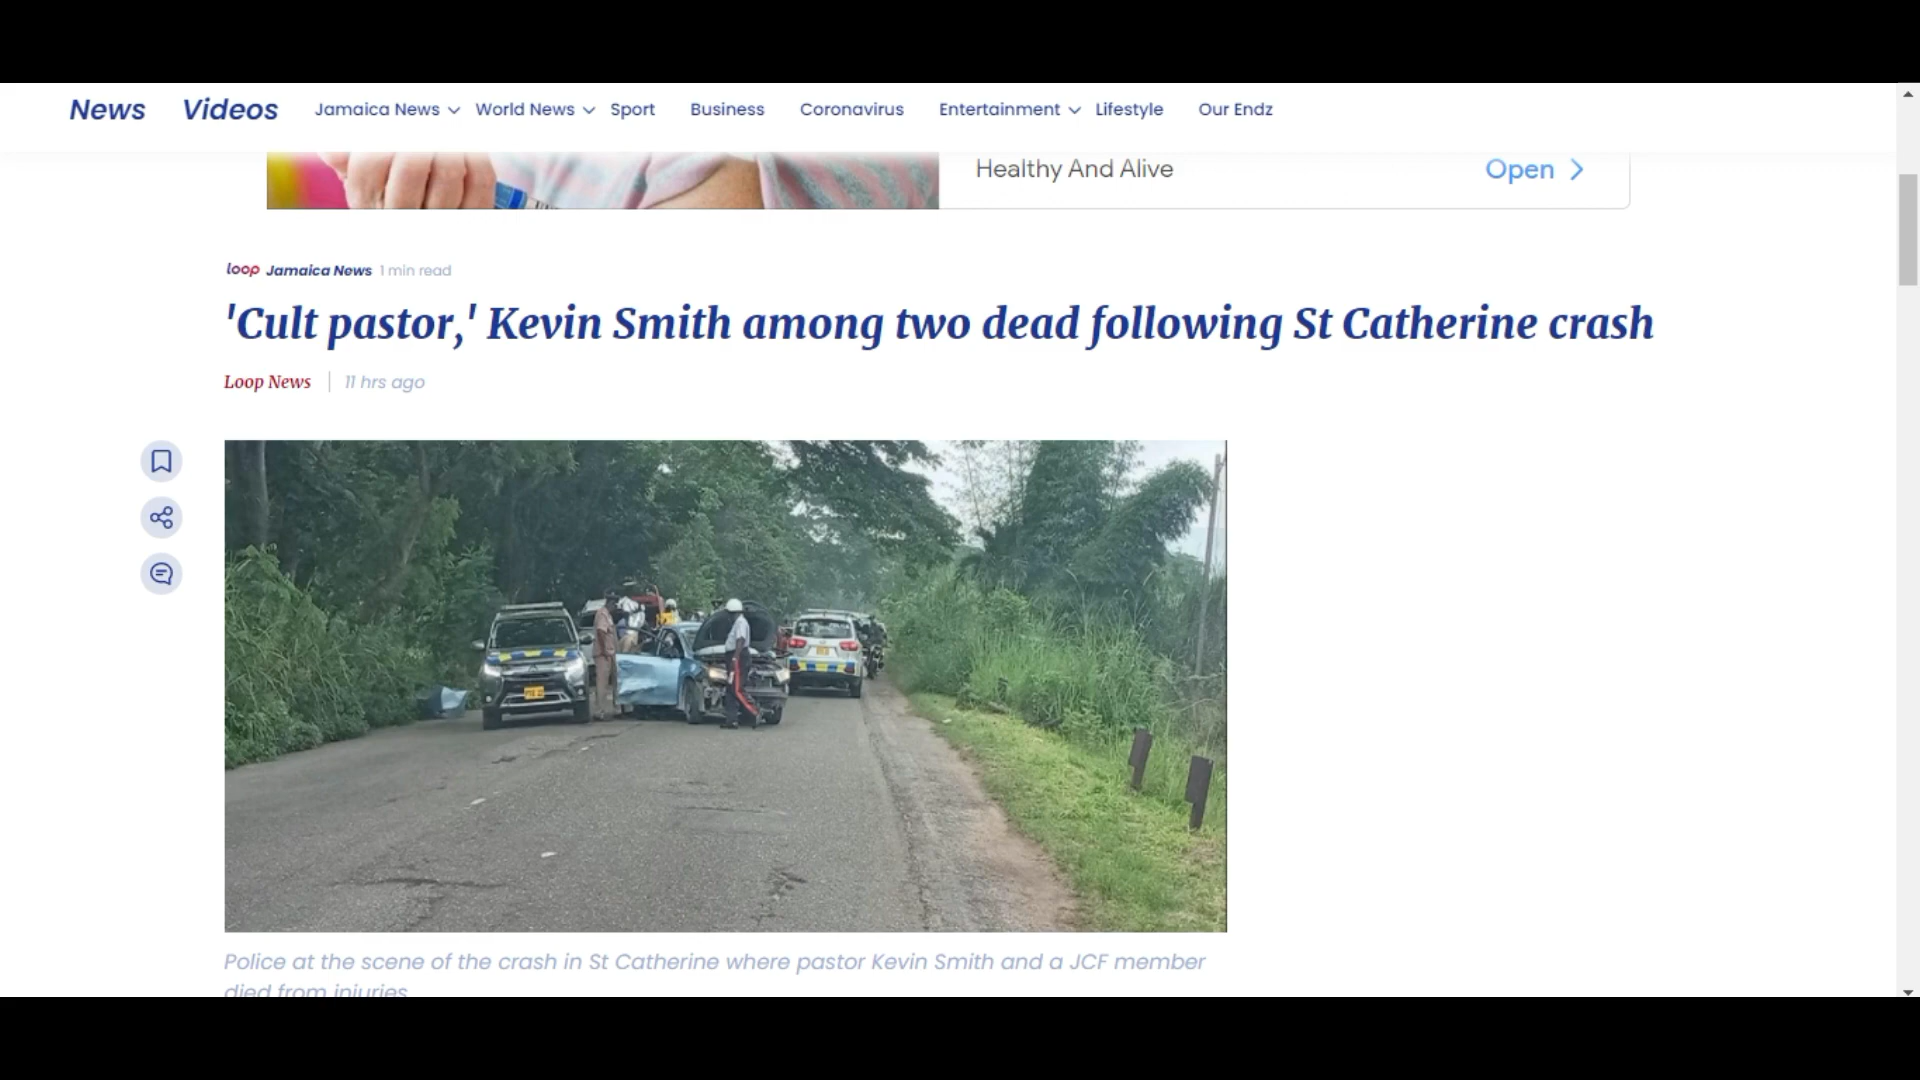 News Videos Jamaica News World News Sport Business Coronavirus Entertainment Lifestyle Our Endz
Healthy And Alive Open
loop Jamaica News 1 min read
'Cult pastor,' Kevin Smith among two dead following St Catherine crash
Loop News 11 hrs ago
Police at the scene of the crash in St Catherine where pastor Kevin Smith and a JCF member
died from injuries